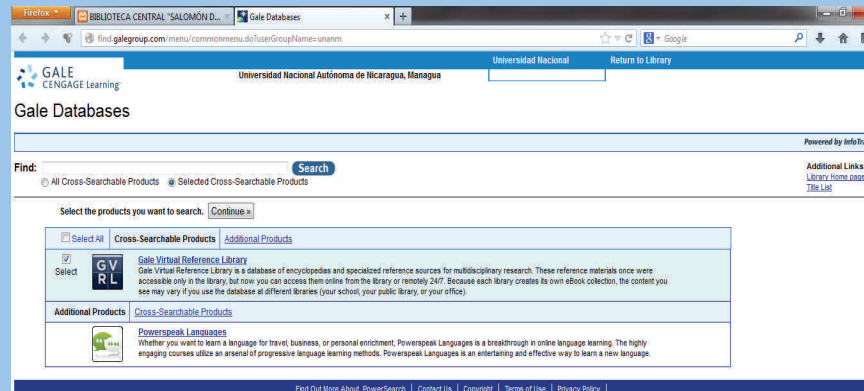 Firefox
BIBLIOTECA CENTRAL "SALOMÓN D...
Gale Databases
find.galegroup.com/menu/commonmenu.do?userGroupName=unanm
Google
Universidad Nacional
Return to Library
GALE
CENGAGE Learning
Universidad Nacional Autónoma de Nicaragua, Managua
Gale Databases
Powered by InfoTr
Find:
Search
All Cross-Searchable Products
Selected Cross-Searchable Products
Additional Links
Library Home page
Title List
Select the products you want to search.
Continue »
Select All
Cross-Searchable Products
Additional Products
Select
GV
RL
Gale Virtual Reference Library
Gale Virtual Reference Library is a database of encyclopedias and specialized reference sources for multidisciplinary research. These reference materials once were
accessible only in the library, but now you can access them online from the library or remotely 24/7. Because each library creates its own eBook collection, the content you
see may vary if you use the database at different libraries (your school, your public library, or your office).
Additional Products
Cross-Searchable Products
Powerspeak Languages
Whether you want to learn a language for travel, business, or personal enrichment, Powerspeak Languages is a breakthrough in online language learning. The highly
engaging courses utilize an arsenal of progressive language learning methods. Powerspeak Languages is an entertaining and effective way to learn a new language.
Find Out More About PowerSearch | Contact Us | Copyright | Terms of Use | Privacy Policy |